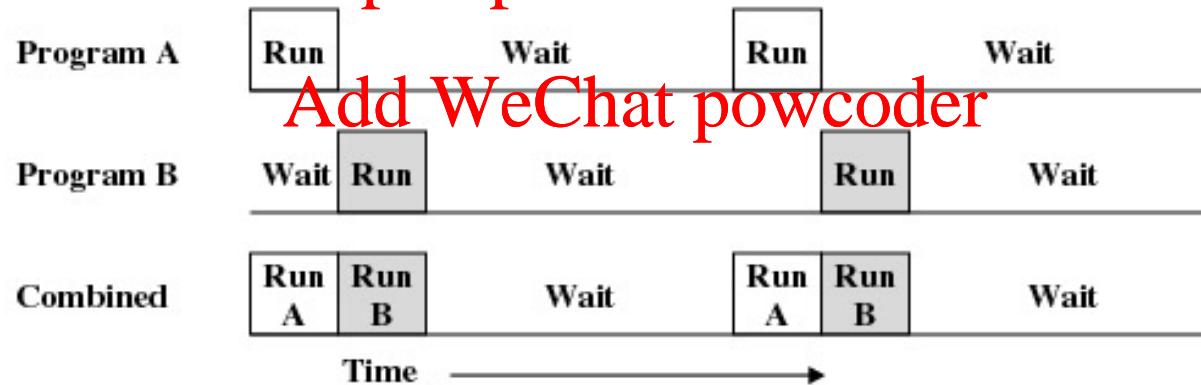 Program A Run Wait Run Wait
Add WeChat powcoder
Program B Wait Run Wait Run Wait
Combined Run A Run B Wait Run A Run B Wait
Time